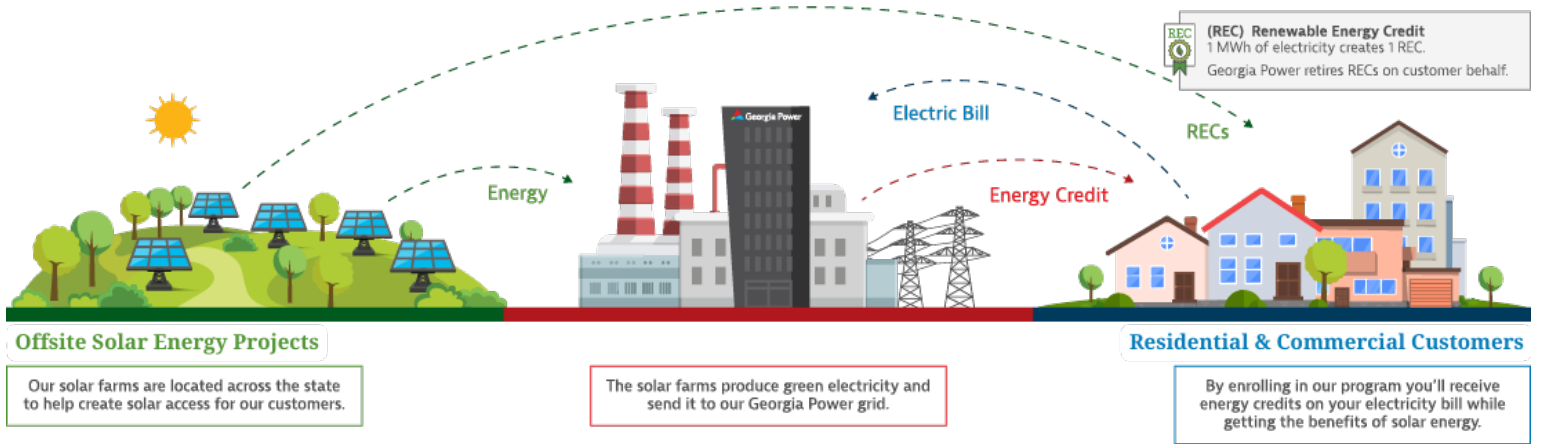 REC
(REC) Renewable Energy Credit
1 MWh of electricity creates 1 REC.
Georgia Power retires RECs on customer behalf.
Georgia Power
Electric Bill
RECs
Energy
Energy Credit
Offsite Solar Energy Projects
Residential & Commercial Customers
Our solar farms are located across the state
to help create solar access for our customers.
The solar farms produce green electricity and
send it to our Georgia Power grid.
By enrolling in our program you'll receive
energy credits on your electricity bill while
getting the benefits of solar energy.